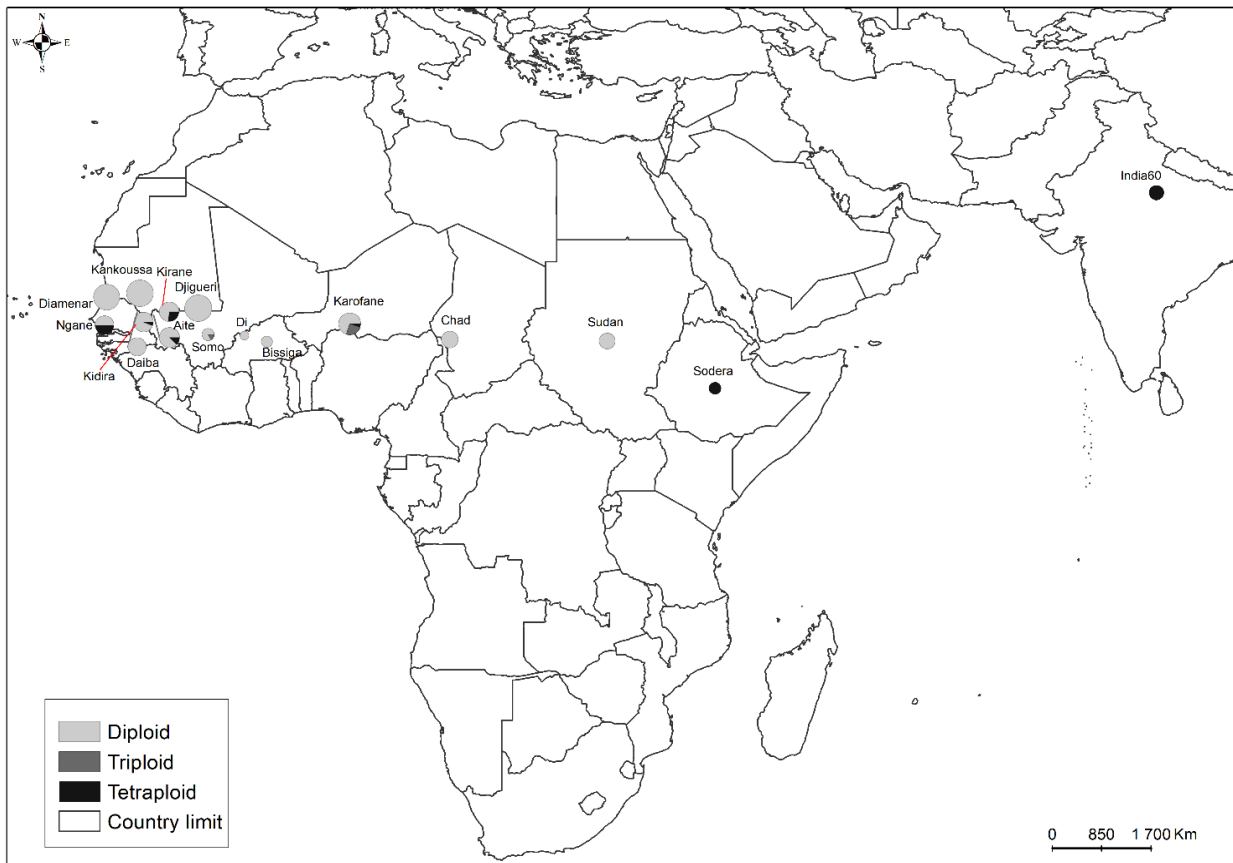 N
W E
S
India60
Kankoussa
Kirane
Djigueri
Diamenar
Karofane
Ngane
Aite
Di
Chad
Sudan
Somo
Bissiga
Daiba
Kidira
Sodera
Diploid
Triploid
Tetraploid
Country limit
0 850 1 700 Km